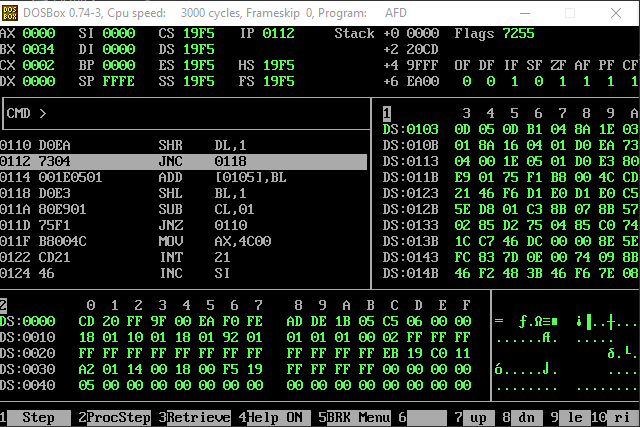 DOSBox 0.74-3, Cpu speed: 3000 cycles, Frameskip 0, Program: AFD
AX 0000 SI 0000 CS 19F5 IP 0112 Stack +0 0000 Flags 7255
BX 0034 DI 0000 DS 19F5 +2 20CD
CX 0002 BP 0000 ES 19F5 HS 19F5 +4 9FFF OF DF IF SF ZF AF PF CF
DX 0000 SP FFFE SS 19F5 FS 19F5 +6 EA00 0 0 1 0 1 1 1 1
CMD >
1 3 4 5 6 7 8 9 A
DS:0103 0D 05 0D B1 04 8A 1E 03
0110 D0EA SHR DL,1 DS:010B 01 8A 16 04 01 D0 EA 73
0112 7304 JNC 0118 DS:0113 04 00 1E 05 01 D0 E3 80
0114 001E0501 ADD [0105],BL DS:011B E9 01 75 F1 B8 00 4C CD
0118 D0E3 SHL BL,1 DS:0123 21 46 F6 D1 E0 D1 E0 C5
011A 80E901 SUB CL,01 DS:012B 5E D8 01 C3 8B 07 8B 57
011D 75F1 JNZ 0110 DS:0133 02 85 D2 75 04 85 C0 74
011F B8004C MOV AX,4C00 DS:013B 1C C7 46 DC 00 00 8E 5E
0122 CD21 INT 21 DS:0143 FC 83 7D 0E 00 74 09 8B
0124 46 INC SI DS:014B 46 F2 48 3B 46 F6 7E 08
2 0 1 2 3 4 5 6 7 8 9 A B C D E F
DS:0000 CD 20 FF 9F 00 EA F0 FE AD DE 1B 05 C5 06 00 00
DS:0010 18 01 10 01 18 01 92 01 01 01 01 00 02 FF FF FF
DS:0020 FF FF FF FF FF FF FF FF FF FF FF FF EB 19 C0 11
DS:0030 A2 01 14 00 18 00 F5 19 FF FF FF FF 00 00 00 00
DS:0040 05 00 00 00 00 00 00 00 00 00 00 00 00 00 00 00
1 Step 2 ProcStep 3 Retrieve 4 Help ON 5 BRK Menu 6 7 up 8 dn 9 le 10 ri